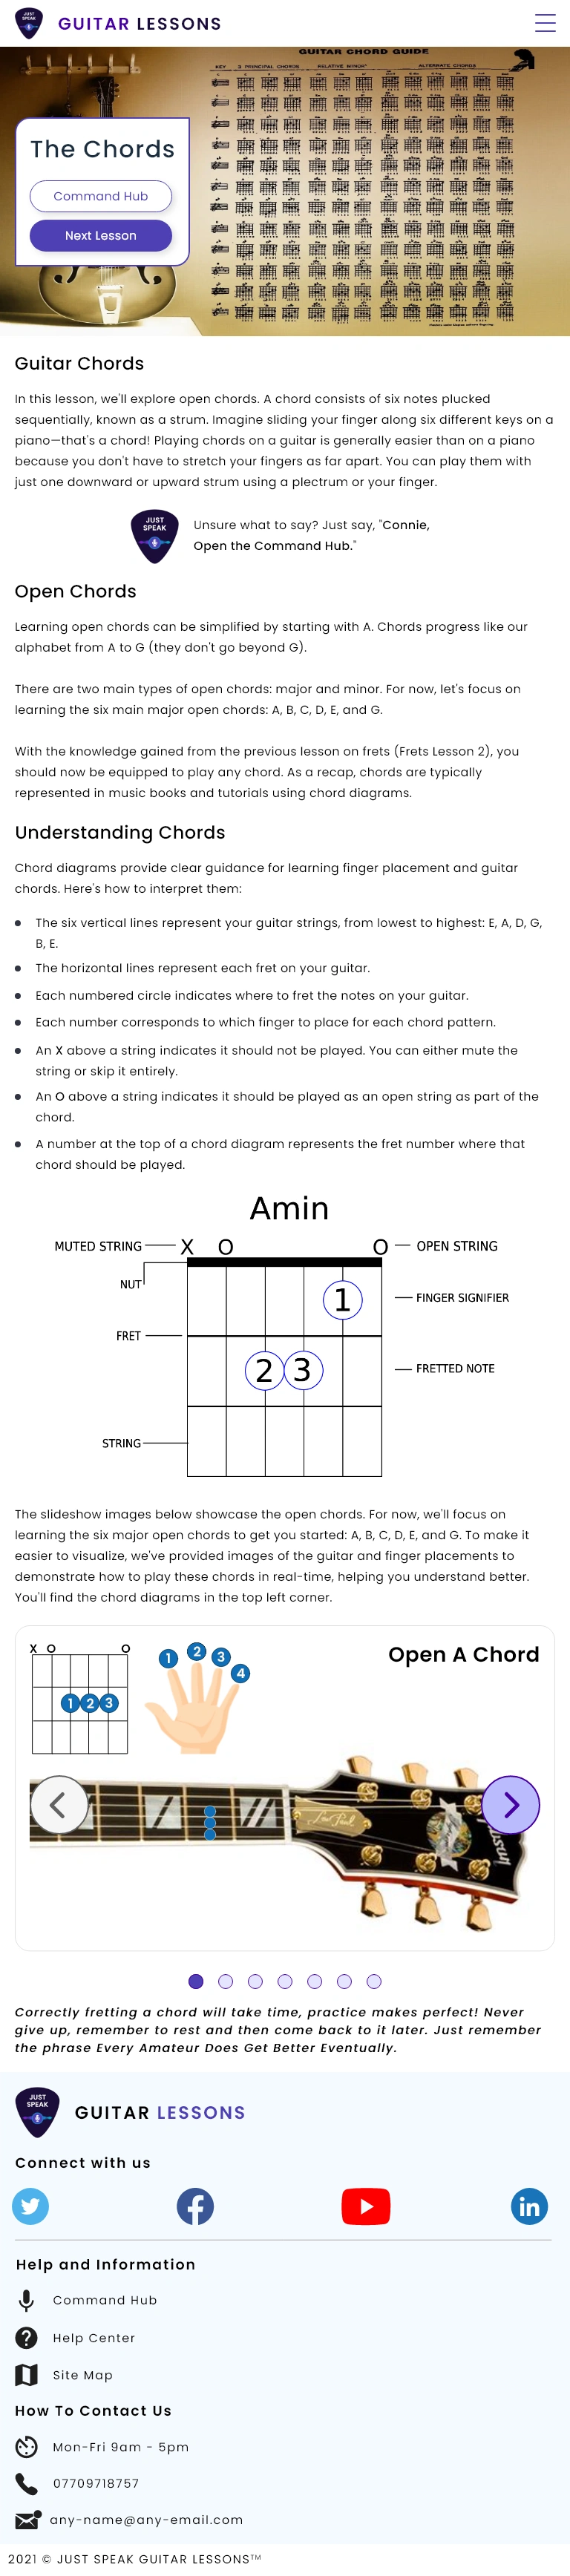 JUST
SPEAK
GUITAR LESSONS
GUITAR CHORD GUIDE
KEY 3 PRINCIPAL CHORDS RELATIVE MINOR ALTERNATE CHORDS
The Chords
Command Hub
Next Lesson
Guitar Chords
In this lesson, we'll explore open chords. A chord consists of six notes plucked
sequentially, known as a strum. Imagine sliding your finger along six different keys on a
piano—that's a chord! Playing chords on a guitar is generally easier than on a piano
because you don't have to stretch your fingers as far apart. You can play them with
just one downward or upward strum using a plectrum or your finger.
JUST
SPEAK
Unsure what to say? Just say, "Connie,
Open the Command Hub."
Open Chords
Learning open chords can be simplified by starting with A. Chords progress like our
alphabet from A to G (they don't go beyond G).
There are two main types of open chords: major and minor. For now, let's focus on
learning the six main major open chords: A, B, C, D, E, and G.
With the knowledge gained from the previous lesson on frets (Frets Lesson 2), you
should now be equipped to play any chord. As a recap, chords are typically
represented in music books and tutorials using chord diagrams.
Understanding Chords
Chord diagrams provide clear guidance for learning finger placement and guitar
chords. Here's how to interpret them:
The six vertical lines represent your guitar strings, from lowest to highest: E, A, D, G,
B, E.
The horizontal lines represent each fret on your guitar.
Each numbered circle indicates where to fret the notes on your guitar.
Each number corresponds to which finger to place for each chord pattern.
An X above a string indicates it should not be played. You can either mute the
string or skip it entirely.
An O above a string indicates it should be played as an open string as part of the
chord.
A number at the top of a chord diagram represents the fret number where that
chord should be played.
Amin
MUTED STRING X O O OPEN STRING
NUT
1 FINGER SIGNIFIER
FRET
2 3 FRETTED NOTE
STRING
The slideshow images below showcase the open chords. For now, we'll focus on
learning the six major open chords to get you started: A, B, C, D, E, and G. To make it
easier to visualize, we've provided images of the guitar and finger placements to
demonstrate how to play these chords in real-time, helping you understand better.
You'll find the chord diagrams in the top left corner.
X O O
1 2 3
1 2 3 4
Open A Chord
Les Paul
Correctly fretting a chord will take time, practice makes perfect! Never
give up, remember to rest and then come back to it later. Just remember
the phrase Every Amateur Does Get Better Eventually.
JUST
SPEAK
GUITAR LESSONS
Connect with us
in
Help and Information
Command Hub
Help Center
Site Map
How To Contact Us
Mon-Fri 9am - 5pm
07709718757
any-name@any-email.com
2021 © JUST SPEAK GUITAR LESSONS™